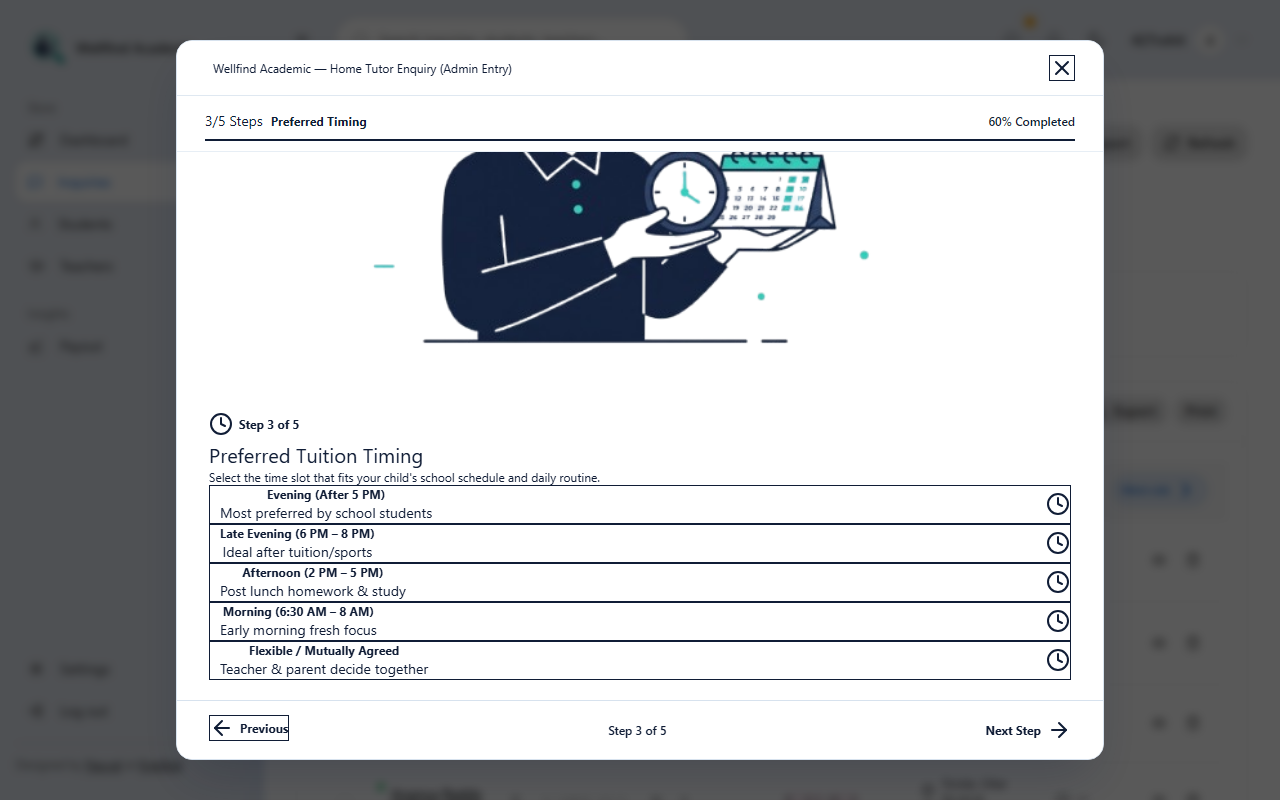 Wellfind Academic — Home Tutor Enquiry (Admin Entry)
3/5 Steps Preferred Timing
60% Completed
Step 3 of 5
Preferred Tuition Timing
Select the time slot that fits your child's school schedule and daily routine.
Evening (After 5 PM)
Most preferred by school students
Late Evening (6 PM – 8 PM)
Ideal after tuition/sports
Afternoon (2 PM – 5 PM)
Post lunch homework & study
Morning (6:30 AM – 8 AM)
Early morning fresh focus
Flexible / Mutually Agreed
Teacher & parent decide together
Previous
Step 3 of 5
Next Step